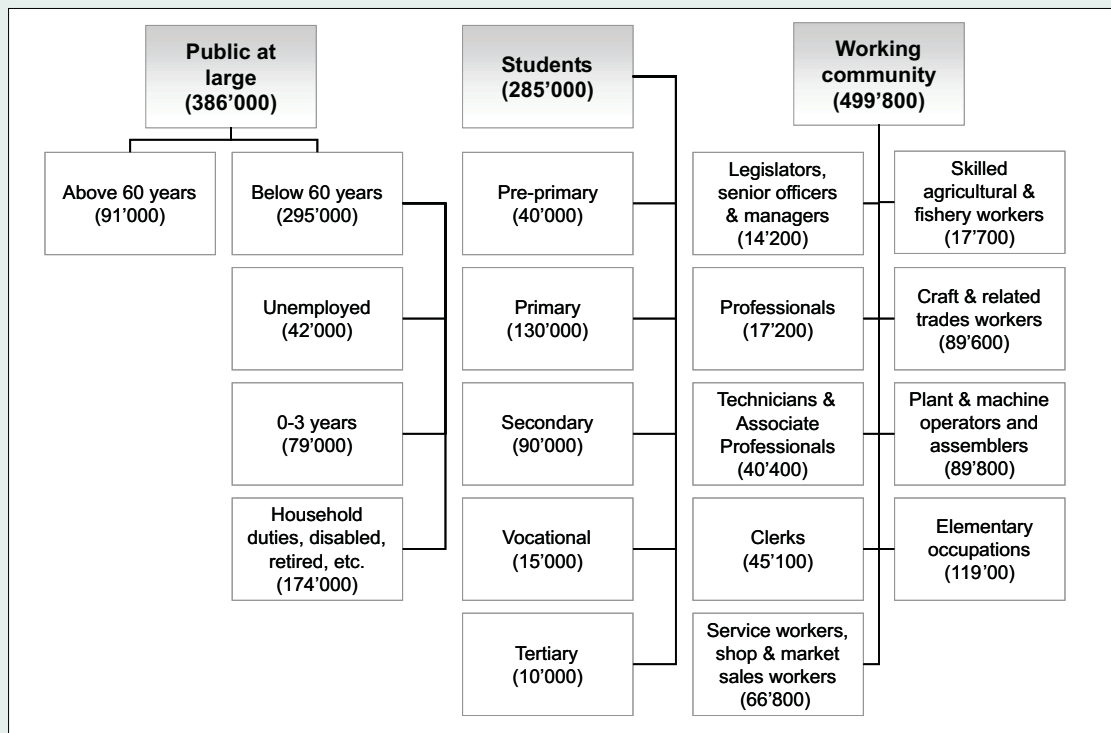 Public at
large
(386’000)
Above 60 years
(91’000)
Below 60 years
(295’000)
Unemployed
(42’000)
0-3 years
(79’000)
Household
duties, disabled,
retired, etc.
(174’000)
Students
(285’000)
Pre-primary
(40’000)
Primary
(130’000)
Secondary
(90’000)
Vocational
(15’000)
Tertiary
(10’000)
Working
community
(499’800)
Legislators,
senior officers
& managers
(14’200)
Professionals
(17’200)
Technicians &
Associate
Professionals
(40’400)
Clerks
(45’100)
Service workers,
shop & market
sales workers
(66’800)
Skilled
agricultural &
fishery workers
(17’700)
Craft & related
trades workers
(89’600)
Plant & machine
operators and
assemblers
(89’800)
Elementary
occupations
(119’00)